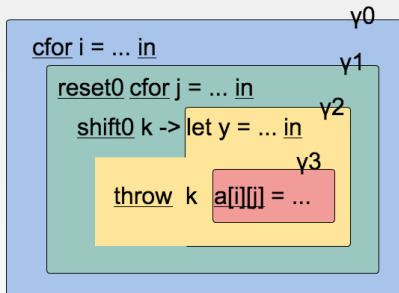 γ0
cfor i = ... in
γ1
reset0 cfor j = ... in
γ2
shift0 k -> let y = ... in
γ3
throw k a[i][j] = ...